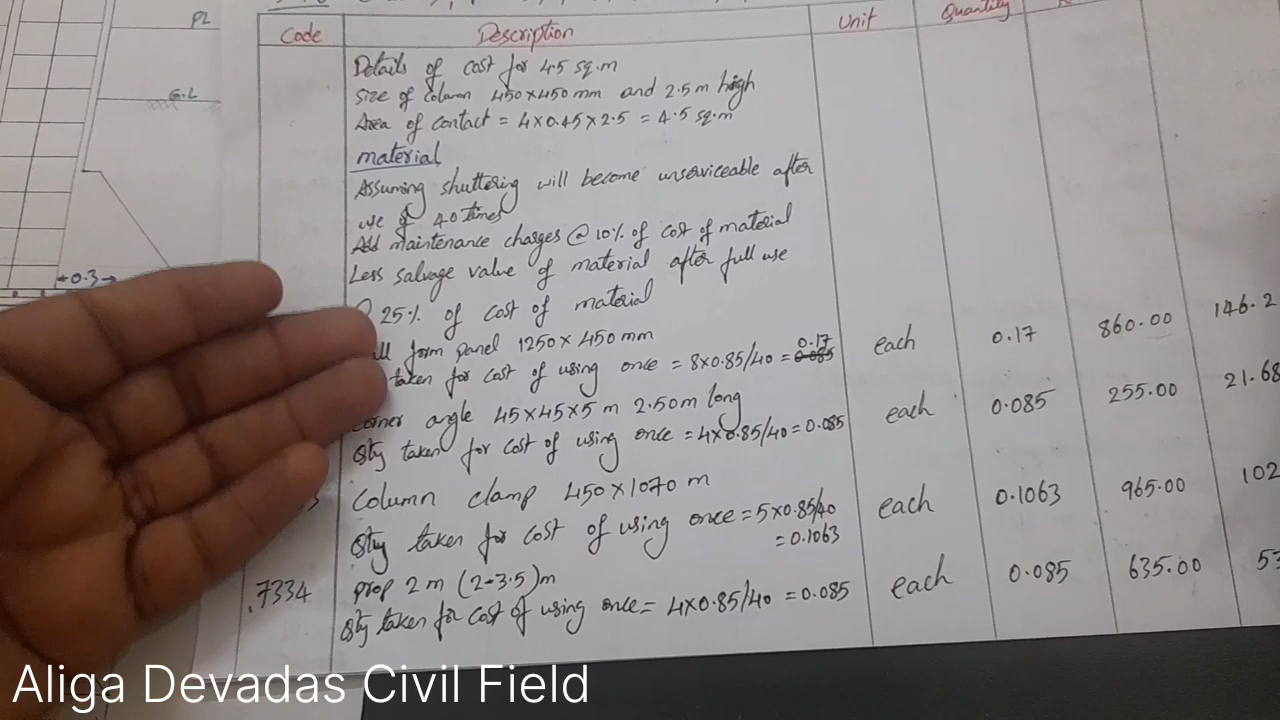 PL
G.L
0.3
Code Description Unit Quantity
Details of cost for 4.5 sq.m
Size of column 450×450 mm and 2.5 m high
Area of contact = 4×0.45×2.5 = 4.5 sq.m
material
Assuming shuttering will become unserviceable after
use of 40 times
Add maintenance charges @ 10% of cost of material
Less salvage value of material after full use
25% of cost of material
form panel 1250×450 mm
taken for cost of using once = 8×0.85/40 = 0.17 each 0.17 860.00 146.2
corner angle 45×45×5 m 2.50m long
Qty taken for cost of using once = 4×0.85/40 = 0.085 each 0.085 255.00 21.68
Column clamp 450×1070 m
Qty taken for cost of using once = 5×0.85/40 each 0.1063 965.00 102
= 0.1063
.7334 prop 2 m (2-3.5)m
Qty taken for cost of using once = 4×0.85/40 = 0.085 each 0.085 635.00 53
Aliga Devadas Civil Field